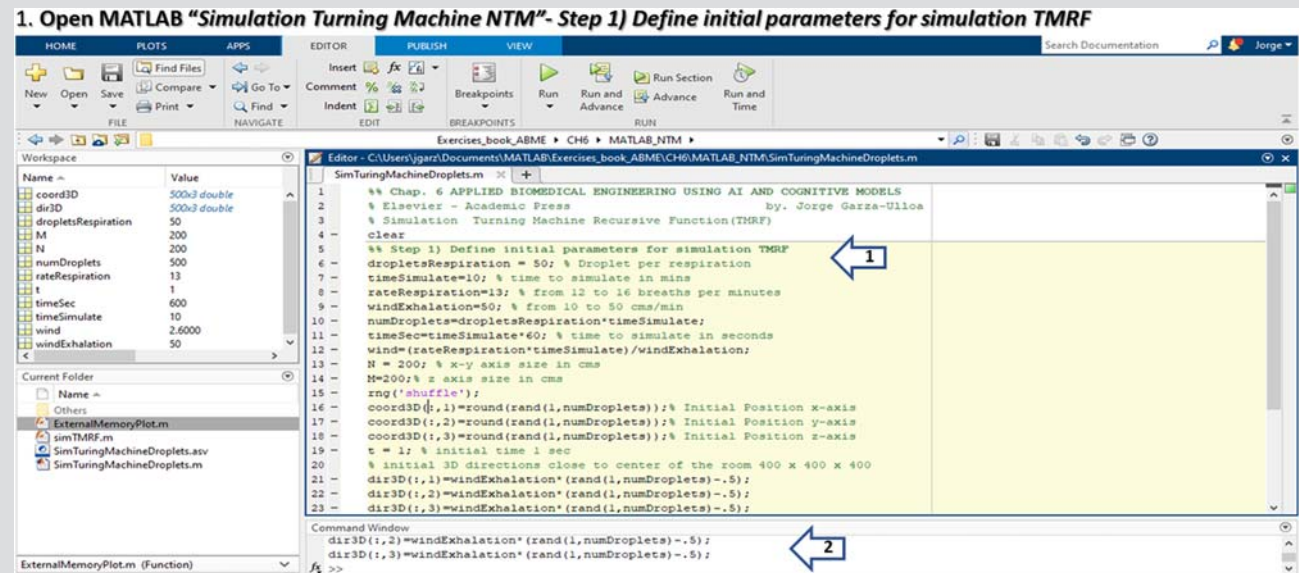 1. Open MATLAB "Simulation Turning Machine NTM"- Step 1) Define initial parameters for simulation TMRF
HOME PLOTS APPS EDITOR PUBLISH VIEW Search Documentation Jorge
New Open Save Find Files Compare Print Go To Find Insert fx Comment Indent Breakpoints Run Run and Advance Run Section Advance Run and Time
FILE NAVIGATE EDIT BREAKPOINTS RUN
Exercises_book_ABME CH6 MATLAB_NTM
Workspace
Name Value
coord3D 500x3 double
dir3D 500x3 double
dropletsRespiration 50
M 200
N 200
numDroplets 500
rateRespiration 13
t 1
timeSec 600
timeSimulate 10
wind 2.6000
windExhalation 50
Current Folder
Name
Others
ExternalMemoryPlot.m
simTMRF.m
SimTuringMachineDroplets.asv
SimTuringMachineDroplets.m
ExternalMemoryPlot.m (Function)
Editor - C:\Users\jgarz\Documents\MATLAB\Exercises_book_ABME\CH6\MATLAB_NTM\SimTuringMachineDroplets.m
SimTuringMachineDroplets.m
1 %% Chap. 6 APPLIED BIOMEDICAL ENGINEERING USING AI AND COGNITIVE MODELS
2 % Elsevier - Academic Press by. Jorge Garza-Ulloa
3 % Simulation Turning Machine Recursive Function(TMRF)
4 - clear
5 %% Step 1) Define initial parameters for simulation TMRF
6 - dropletsRespiration = 50; % Droplet per respiration
7 - timeSimulate=10; % time to simulate in mins
8 - rateRespiration=13; % from 12 to 16 breaths per minutes
9 - windExhalation=50; % from 10 to 50 cms/min
10 - numDroplets=dropletsRespiration*timeSimulate;
11 - timeSec=timeSimulate*60; % time to simulate in seconds
12 - wind=(rateRespiration*timeSimulate)/windExhalation;
13 - N = 200; % x-y axis size in cms
14 - M=200;% z axis size in cms
15 - rng('shuffle');
16 - coord3D(:,1)=round(rand(1,numDroplets));% Initial Position x-axis
17 - coord3D(:,2)=round(rand(1,numDroplets));% Initial Position y-axis
18 - coord3D(:,3)=round(rand(1,numDroplets));% Initial Position z-axis
19 - t = 1; % initial time 1 sec
20 % initial 3D directions close to center of the room 400 x 400 x 400
21 - dir3D(:,1)=windExhalation*(rand(1,numDroplets)-.5);
22 - dir3D(:,2)=windExhalation*(rand(1,numDroplets)-.5);
23 - dir3D(:,3)=windExhalation*(rand(1,numDroplets)-.5);
1
Command Window
dir3D(:,2)=windExhalation*(rand(1,numDroplets)-.5);
dir3D(:,3)=windExhalation*(rand(1,numDroplets)-.5);
fx >>
2